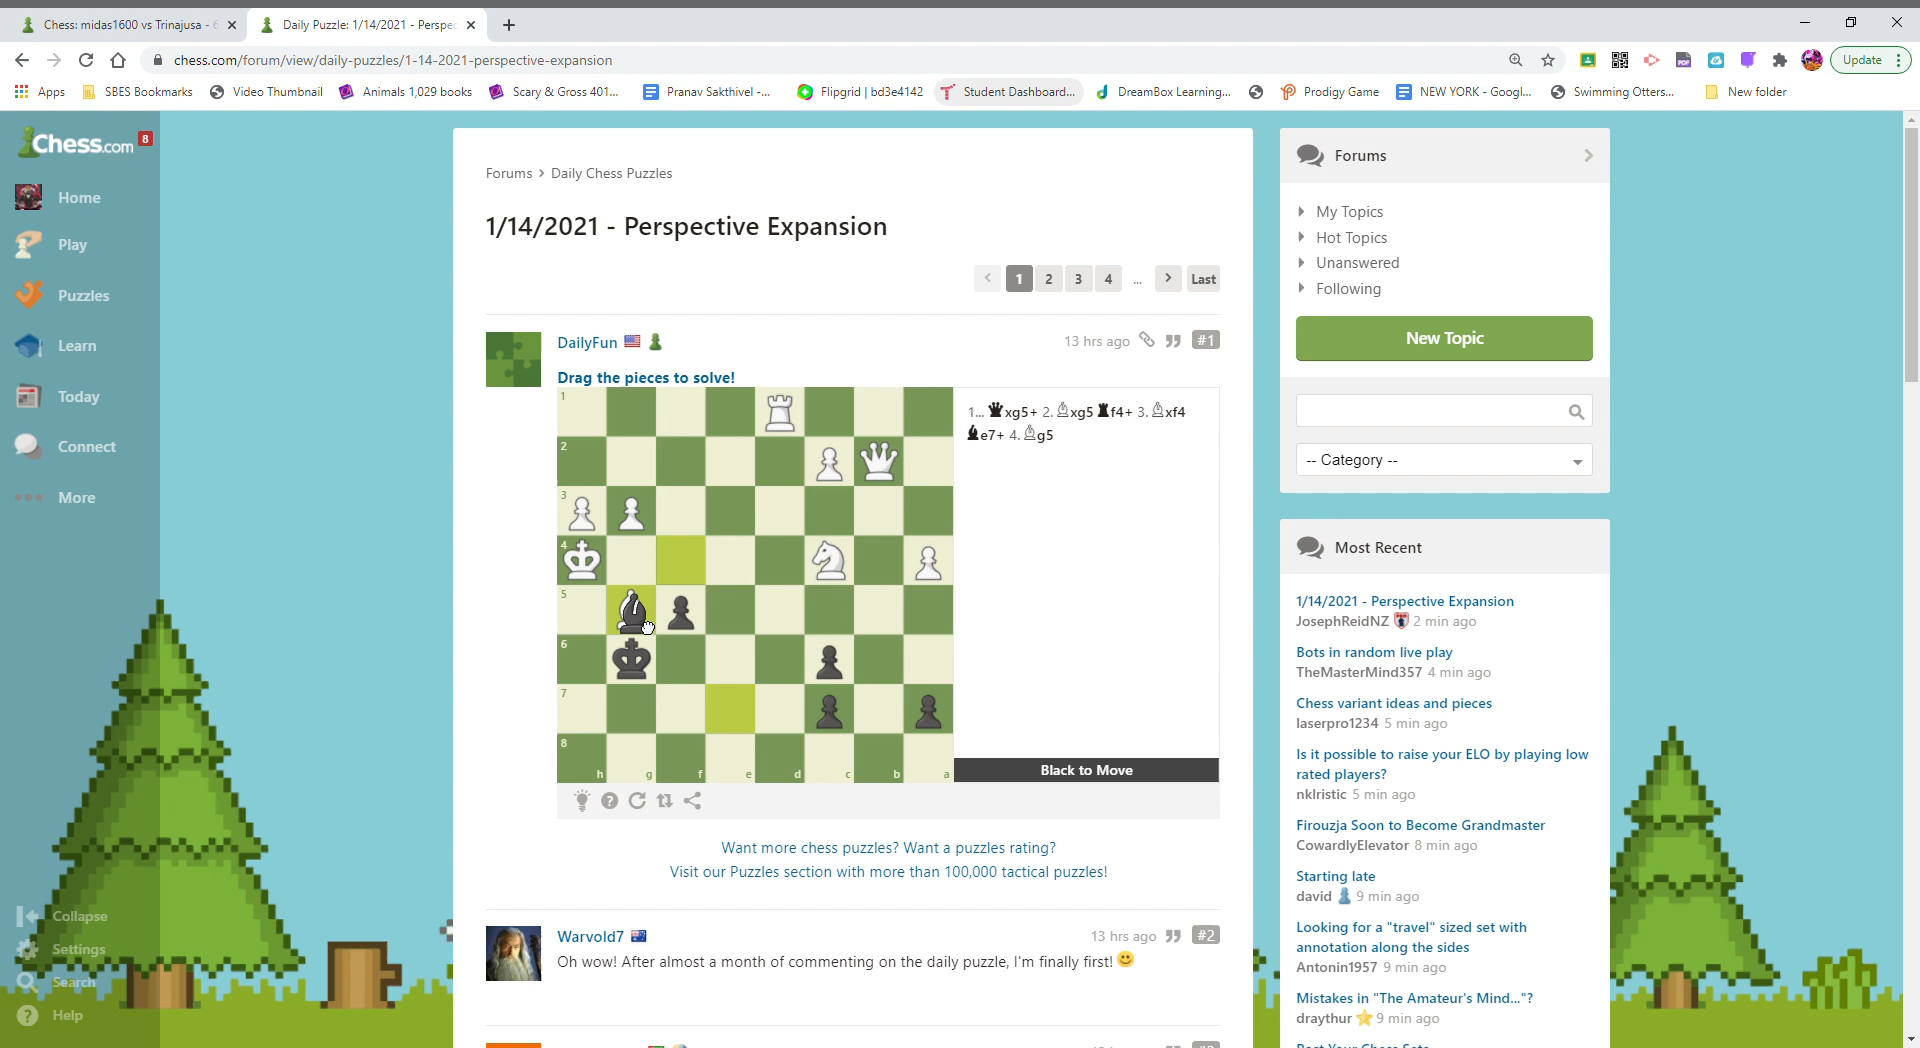 Chess: midas1600 vs Trinajusa - 6
Daily Puzzle: 1/14/2021 - Perspec
chess.com/forum/view/daily-puzzles/1-14-2021-perspective-expansion
Update
Apps
SBES Bookmarks
Video Thumbnail
Animals 1,029 books
Scary & Gross 401...
Pranav Sakthivel -...
Flipgrid | bd3e4142
Student Dashboard...
DreamBox Learning...
Prodigy Game
NEW YORK - Googl...
Swimming Otters...
New folder
Chess.com 8
Home
Play
Puzzles
Learn
Today
Connect
More
Collapse
Settings
Search
Help
Forums > Daily Chess Puzzles
1/14/2021 - Perspective Expansion
< 1 2 3 4 ... > Last
DailyFun
13 hrs ago #1
Drag the pieces to solve!
1
2
3
4
5
6
7
8
h g f e d c b a
1... ♛xg5+ 2. ♗xg5 ♜f4+ 3. ♗xf4
♝e7+ 4. ♗g5
Black to Move
Want more chess puzzles? Want a puzzles rating?
Visit our Puzzles section with more than 100,000 tactical puzzles!
Warvold7
13 hrs ago #2
Oh wow! After almost a month of commenting on the daily puzzle, I'm finally first! 🙂
Forums
My Topics
Hot Topics
Unanswered
Following
New Topic
-- Category --
Most Recent
1/14/2021 - Perspective Expansion
JosephReidNZ 2 min ago
Bots in random live play
TheMasterMind357 4 min ago
Chess variant ideas and pieces
laserpro1234 5 min ago
Is it possible to raise your ELO by playing low
rated players?
nklristic 5 min ago
Firouzja Soon to Become Grandmaster
CowardlyElevator 8 min ago
Starting late
david 9 min ago
Looking for a "travel" sized set with
annotation along the sides
Antonin1957 9 min ago
Mistakes in "The Amateur's Mind..."?
draythur 9 min ago